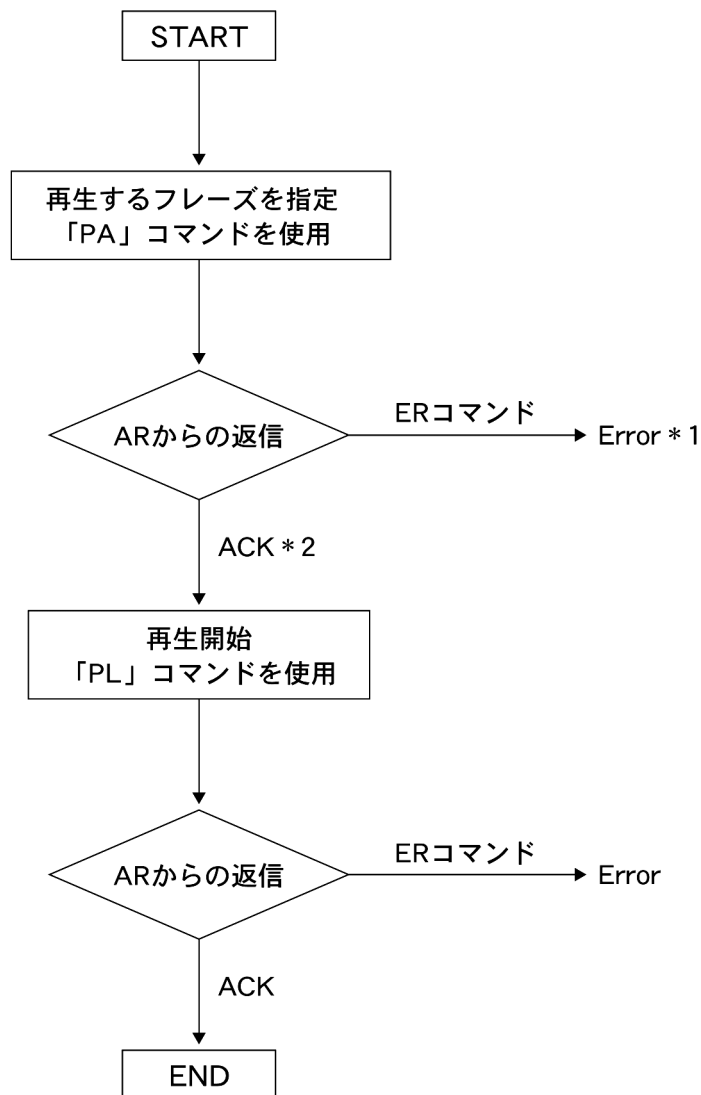 START
再生するフレーズを指定
「PA」コマンドを使用
ARからの返信
ERコマンド
Error＊1
ACK＊2
再生開始
「PL」コマンドを使用
ARからの返信
ERコマンド
Error
ACK
END